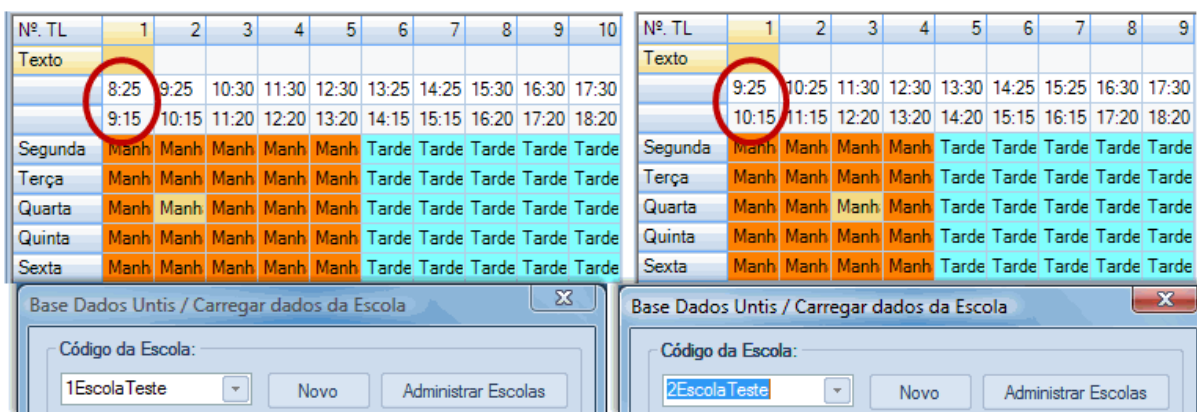 Nº. TL 1 2 3 4 5 6 7 8 9 10
Texto
8:25 9:25 10:30 11:30 12:30 13:25 14:25 15:30 16:30 17:30
9:15 10:15 11:20 12:20 13:20 14:15 15:15 16:20 17:20 18:20
Segunda Manh Manh Manh Manh Manh Tarde Tarde Tarde Tarde Tarde
Terça Manh Manh Manh Manh Manh Tarde Tarde Tarde Tarde Tarde
Quarta Manh Manh Manh Manh Manh Tarde Tarde Tarde Tarde Tarde
Quinta Manh Manh Manh Manh Manh Tarde Tarde Tarde Tarde Tarde
Sexta Manh Manh Manh Manh Manh Tarde Tarde Tarde Tarde Tarde
Base Dados Untis / Carregar dados da Escola
Código da Escola:
1EscolaTeste Novo Administrar Escolas
Nº. TL 1 2 3 4 5 6 7 8 9
Texto
9:25 10:25 11:30 12:30 13:30 14:25 15:25 16:30 17:30
10:15 11:15 12:20 13:20 14:20 15:15 16:15 17:20 18:20
Segunda Manh Manh Manh Manh Tarde Tarde Tarde Tarde Tarde
Terça Manh Manh Manh Manh Tarde Tarde Tarde Tarde Tarde
Quarta Manh Manh Manh Manh Tarde Tarde Tarde Tarde Tarde
Quinta Manh Manh Manh Manh Tarde Tarde Tarde Tarde Tarde
Sexta Manh Manh Manh Manh Tarde Tarde Tarde Tarde Tarde
Base Dados Untis / Carregar dados da Escola
Código da Escola:
2EscolaTeste Novo Administrar Escolas